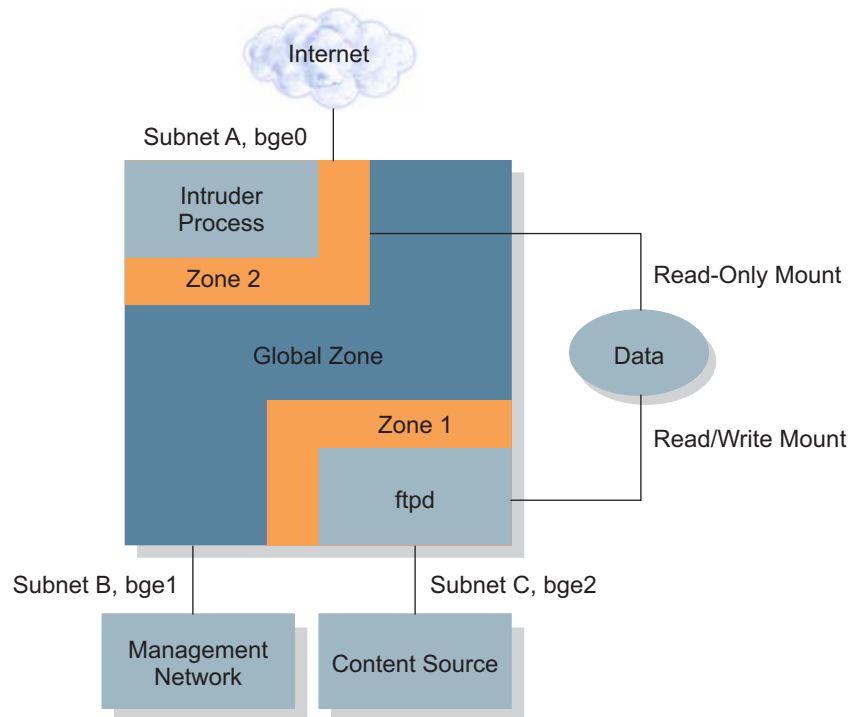 Internet
Subnet A, bge0
Intruder
Process
Zone 2
Read-Only Mount
Global Zone
Data
Zone 1
Read/Write Mount
ftpd
Subnet B, bge1
Subnet C, bge2
Management
Network
Content Source